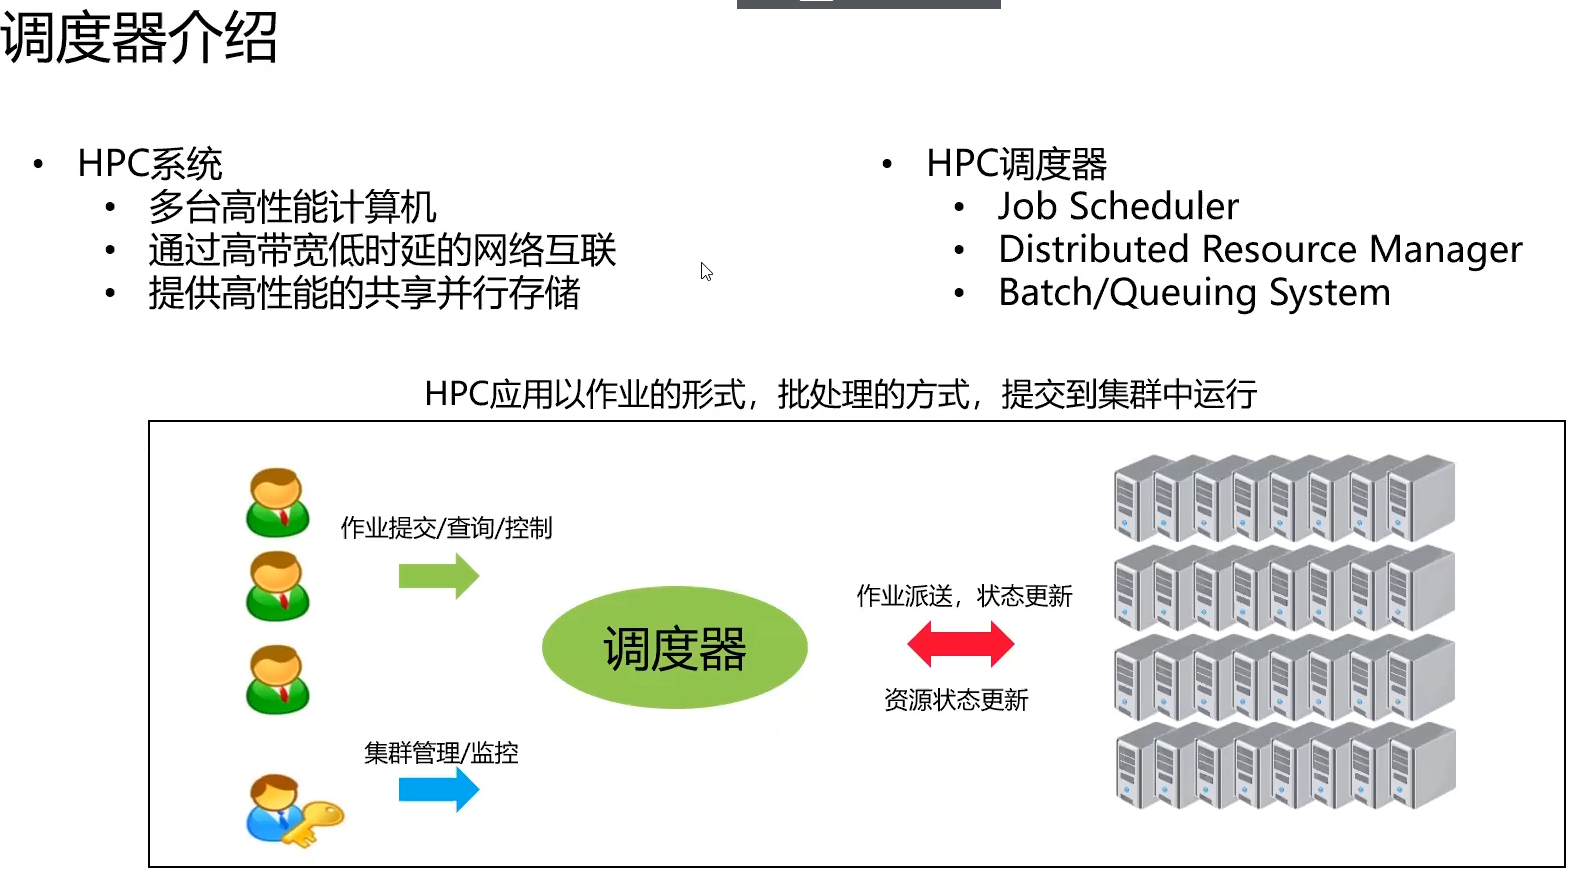 调度器介绍
HPC系统
多台高性能计算机
通过高带宽低时延的网络互联
提供高性能的共享并行存储
HPC调度器
Job Scheduler
Distributed Resource Manager
Batch/Queuing System
HPC应用以作业的形式，批处理的方式，提交到集群中运行
作业提交/查询/控制
调度器
作业派送，状态更新
资源状态更新
集群管理/监控